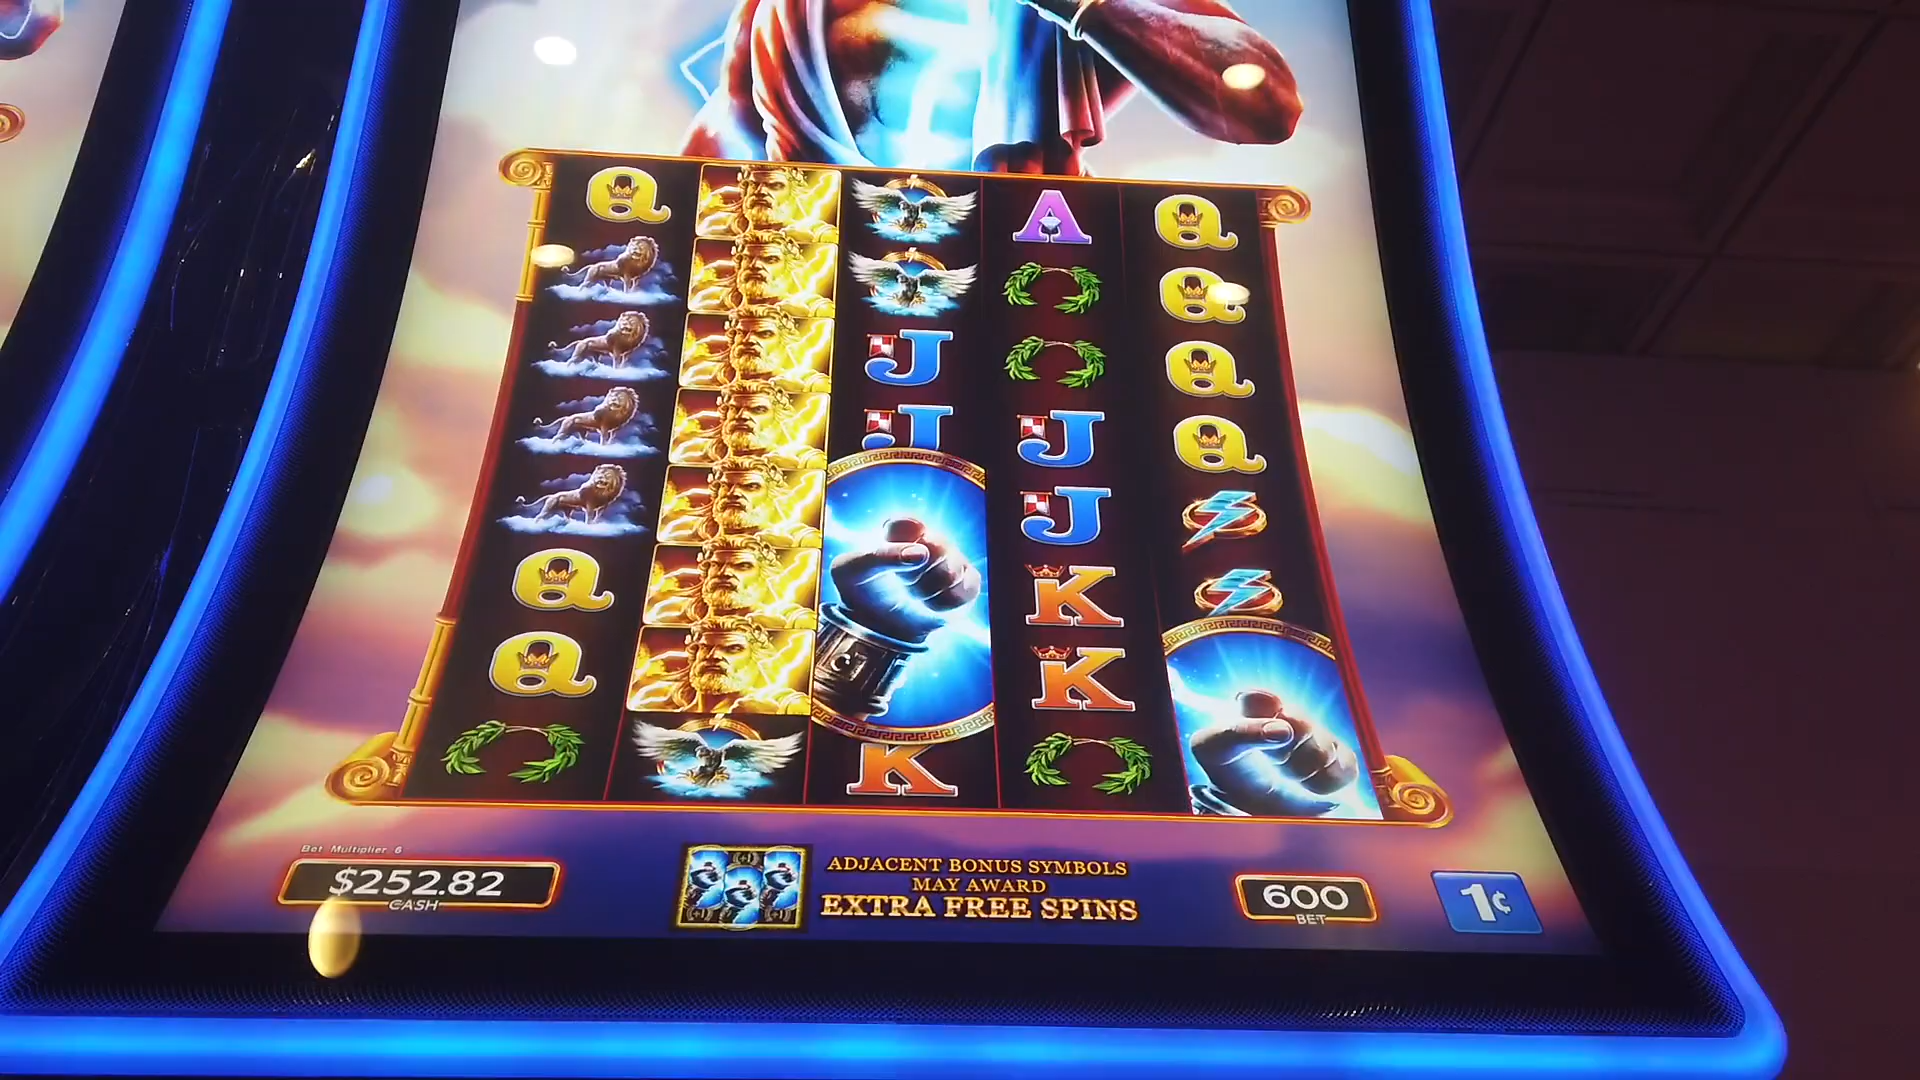 Q A Q
Q
J Q
J J Q
J
Q K
Q K
K
Bet Multiplier 6
$252.82
CASH
ADJACENT BONUS SYMBOLS
MAY AWARD
EXTRA FREE SPINS
600
BET
1¢